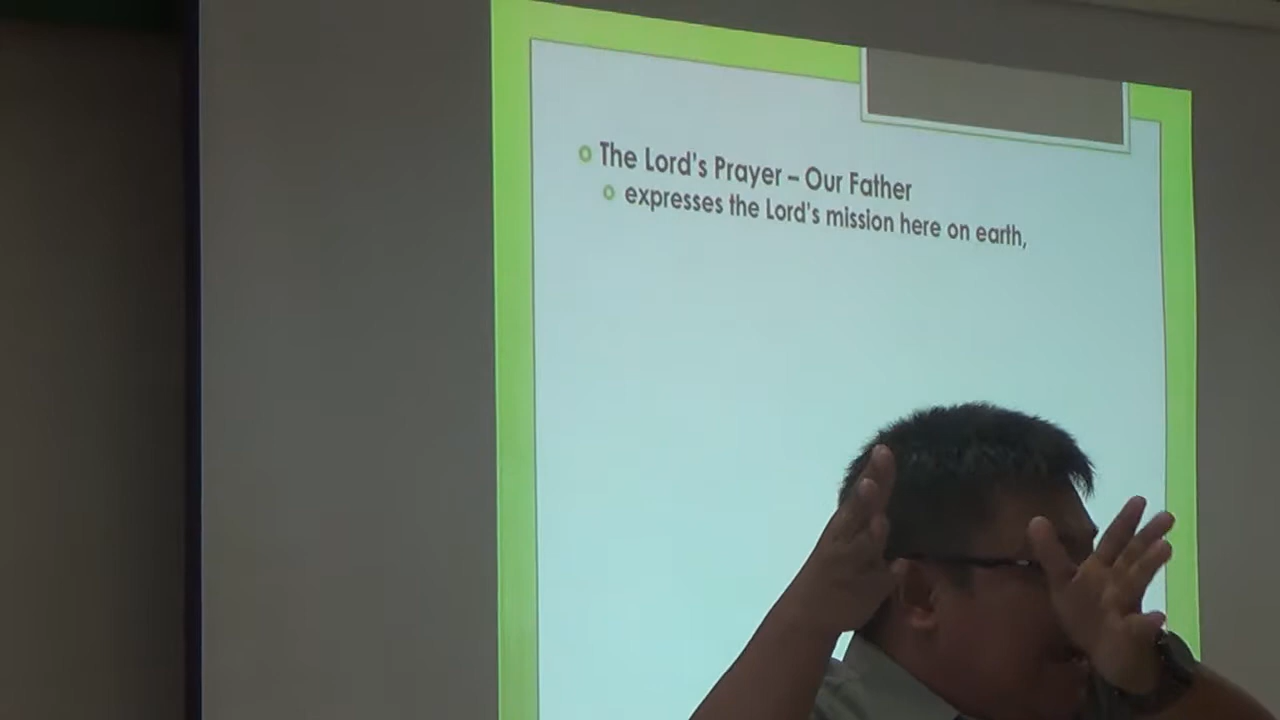 The Lord's Prayer – Our Father
expresses the Lord's mission here on earth,